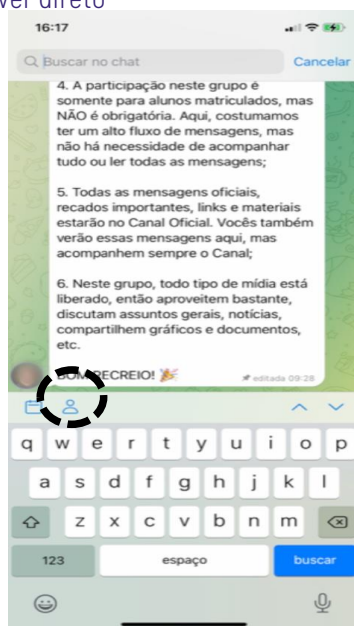 ver direto
16:17
Buscar no chat
Cancelar
4. A participação neste grupo é
somente para alunos matriculados, mas
NÃO é obrigatória. Aqui, costumamos
ter um alto fluxo de mensagens, mas
não há necessidade de acompanhar
tudo ou ler todas as mensagens;
5. Todas as mensagens oficiais,
recados importantes, links e materiais
estarão no Canal Oficial. Vocês também
verão essas mensagens aqui, mas
acompanhem sempre o Canal;
6. Neste grupo, todo tipo de mídia está
liberado, então aproveitem bastante,
discutam assuntos gerais, notícias,
compartilhem gráficos e documentos,
etc.
BOM RECREIO! 🎉
editada 09:28
q w e r t y u i o p
a s d f g h j k l
z x c v b n m
123 espaço buscar